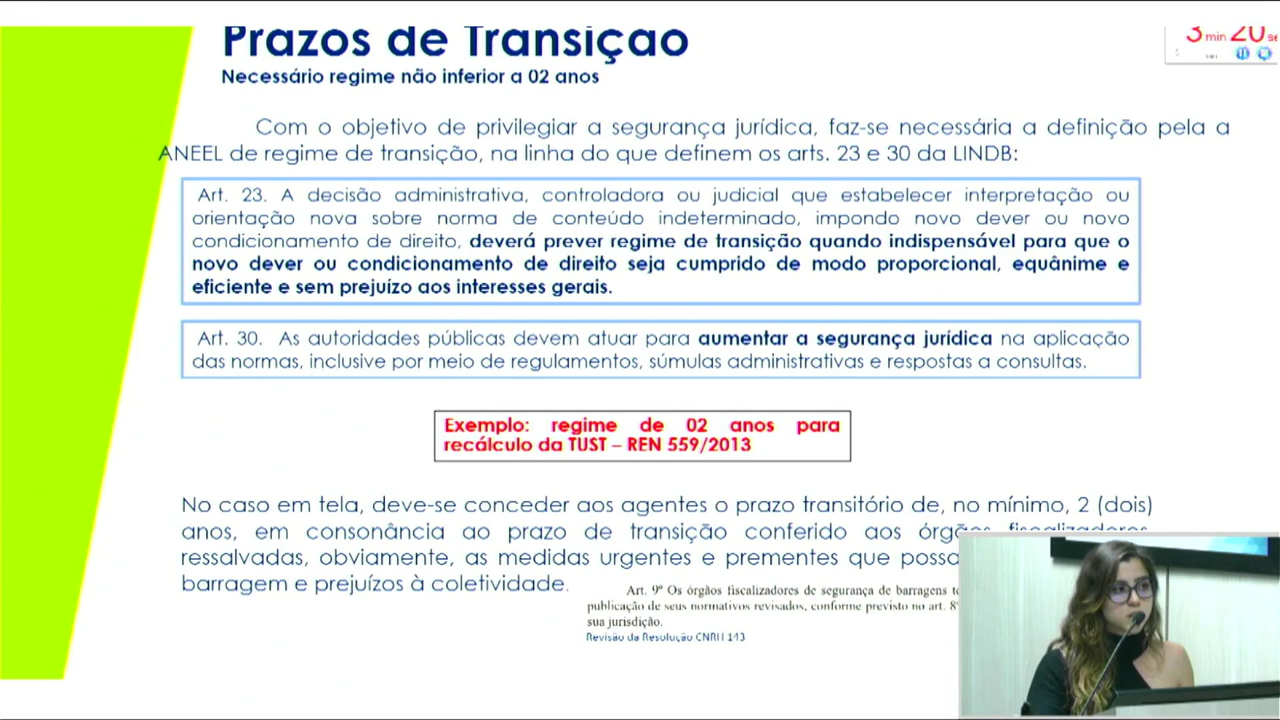 Prazos de Transiçao
3 min 20 se
Necessário regime não inferior a 02 anos
Com o objetivo de privilegiar a segurança jurídica, faz-se necessária a definição pela a
ANEEL de regime de transição, na linha do que definem os arts. 23 e 30 da LINDB:
Art. 23. A decisão administrativa, controladora ou judicial que estabelecer interpretação ou
orientação nova sobre norma de conteúdo indeterminado, impondo novo dever ou novo
condicionamento de direito, deverá prever regime de transição quando indispensável para que o
novo dever ou condicionamento de direito seja cumprido de modo proporcional, equânime e
eficiente e sem prejuízo aos interesses gerais.
Art. 30. As autoridades públicas devem atuar para aumentar a segurança jurídica na aplicação
das normas, inclusive por meio de regulamentos, súmulas administrativas e respostas a consultas.
Exemplo: regime de 02 anos para
recálculo da TUST – REN 559/2013
No caso em tela, deve-se conceder aos agentes o prazo transitório de, no mínimo, 2 (dois)
anos, em consonância ao prazo de transição conferido aos órgãos fiscalizadores,
ressalvadas, obviamente, as medidas urgentes e prementes que possa
barragem e prejuízos à coletividade.
Art. 9º Os órgãos fiscalizadores de segurança de barragens
publicação de seus normativos revisados, conforme previsto no art. 8º
sua jurisdição.
Revisão da Resolução CNRH 143